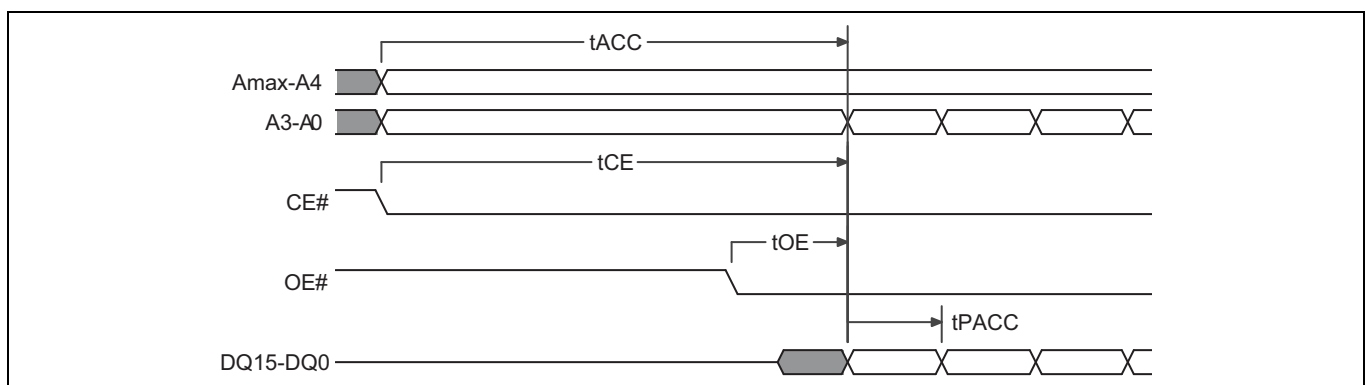 tACC
Amax-A4
A3-A0
tCE
CE#
tOE
OE#
tPACC
DQ15-DQ0